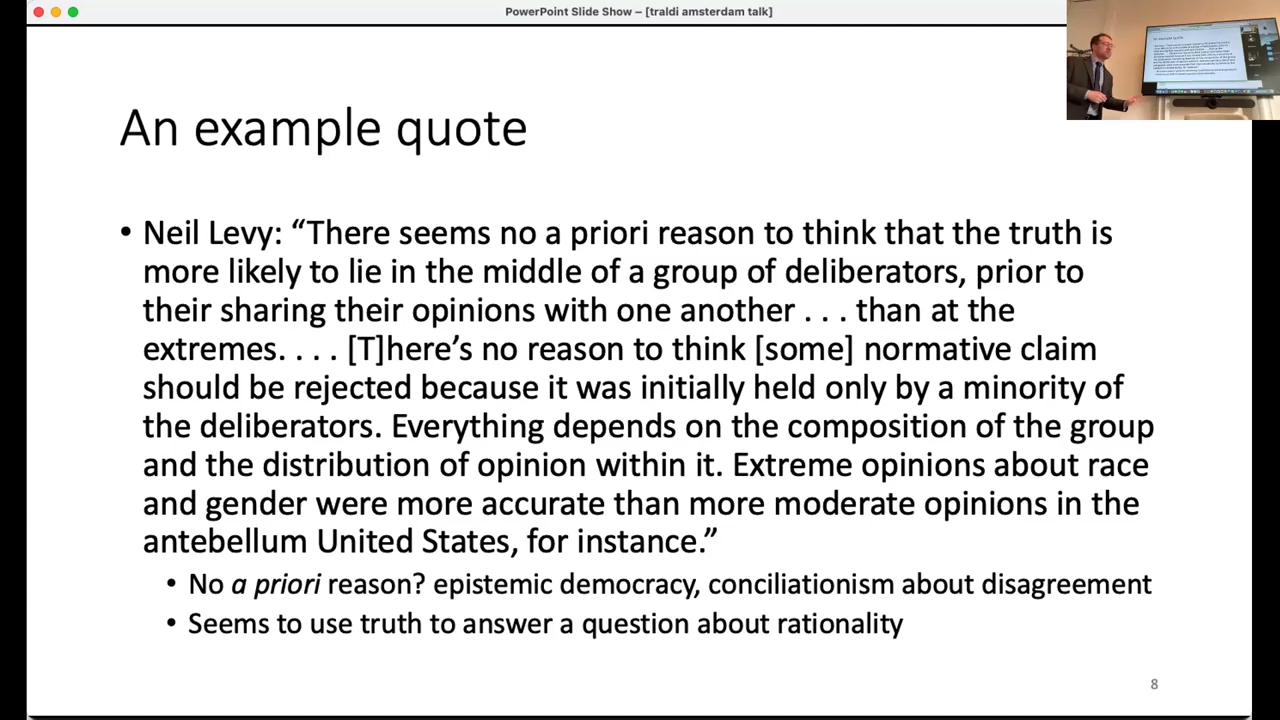 PowerPoint Slide Show – [traldi amsterdam talk]
An example quote
• Neil Levy: “There seems no a priori reason to think that the truth is
more likely to lie in the middle of a group of deliberators, prior to
their sharing their opinions with one another . . . than at the
extremes. . . . [T]here’s no reason to think [some] normative claim
should be rejected because it was initially held only by a minority of
the deliberators. Everything depends on the composition of the group
and the distribution of opinion within it. Extreme opinions about race
and gender were more accurate than more moderate opinions in the
antebellum United States, for instance.”
• No a priori reason? epistemic democracy, conciliationism about disagreement
• Seems to use truth to answer a question about rationality
8